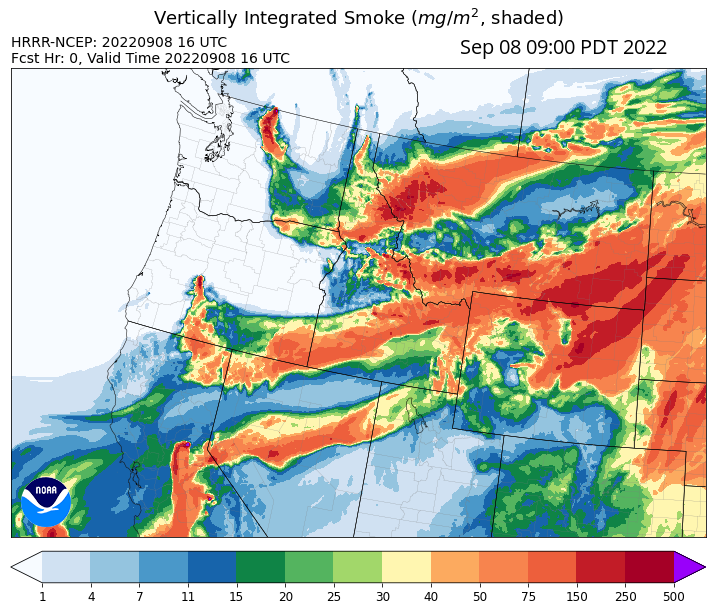 Vertically Integrated Smoke (mg/m², shaded)
HRRR-NCEP: 20220908 16 UTC
Sep 08 09:00 PDT 2022
Fcst Hr: 0, Valid Time 20220908 16 UTC
NOAA
1 4 7 11 15 20 25 30 40 50 75 150 250 500